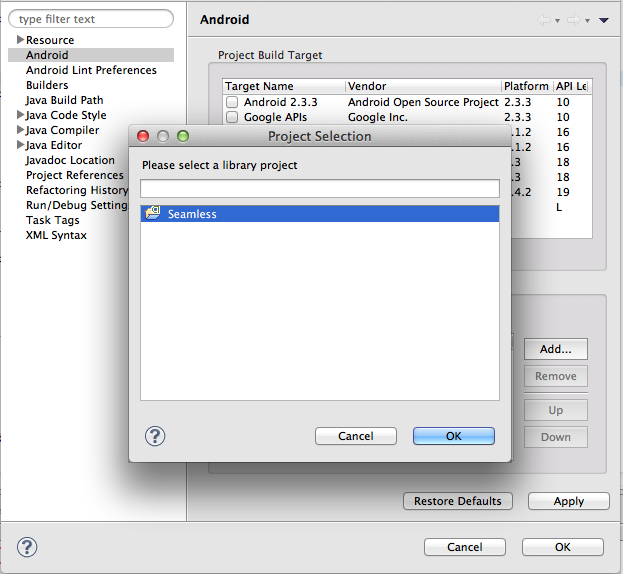 type filter text
Android
Resource
Android
Android Lint Preferences
Builders
Java Build Path
Java Code Style
Java Compiler
Java Editor
Javadoc Location
Project References
Refactoring History
Run/Debug Setting
Task Tags
XML Syntax
Project Build Target
Target Name Vendor Platform API Le
Android 2.3.3 Android Open Source Project 2.3.3 10
Google APIs Google Inc. 2.3.3 10
.1.2 16
.1.2 16
.3 18
.3 18
.4.2 19
L
Project Selection
Please select a library project
Seamless
Cancel
OK
Add...
Remove
Up
Down
Restore Defaults
Apply
Cancel
OK